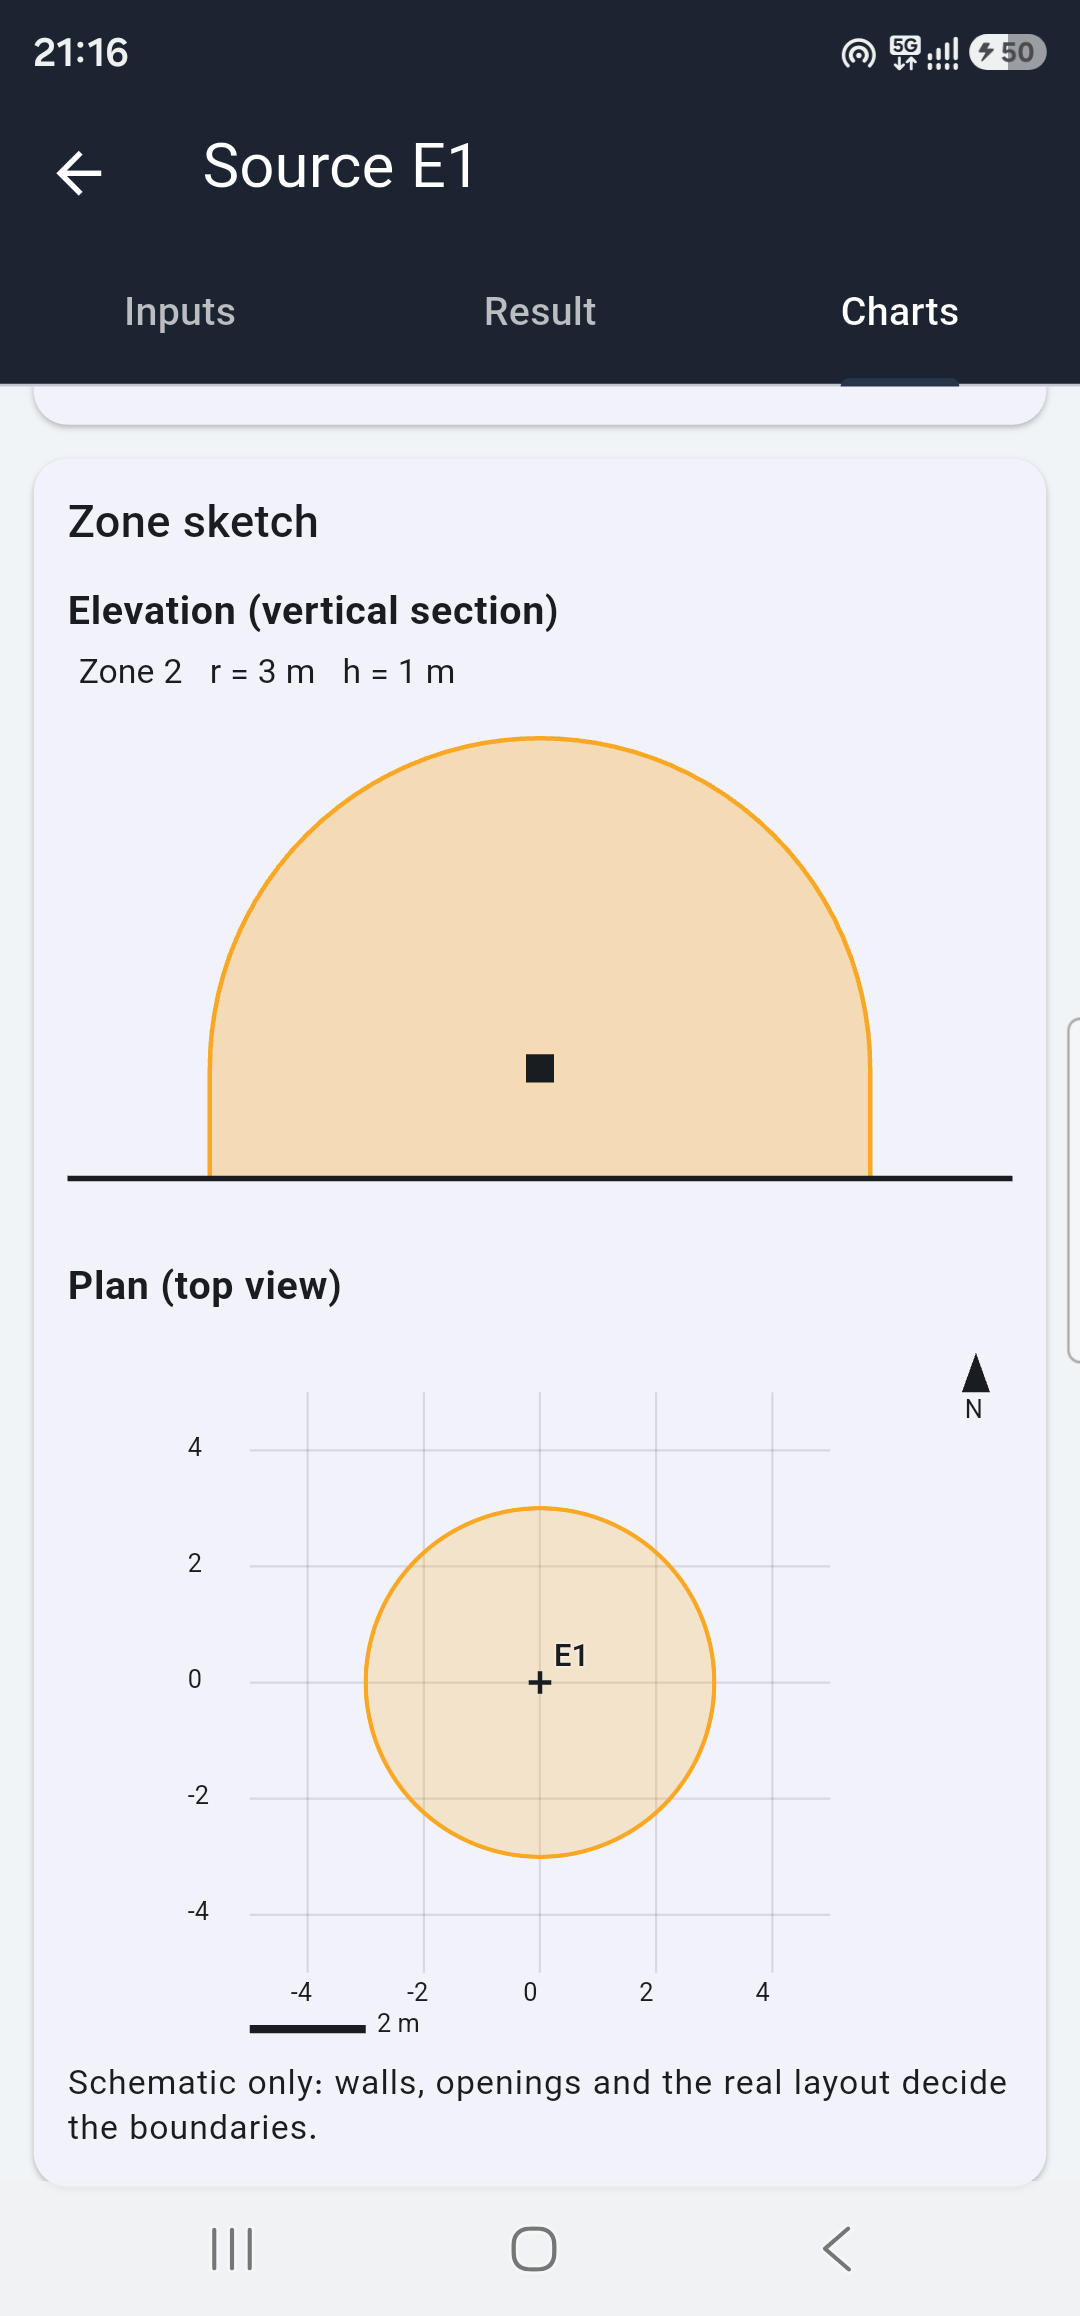 21:16
5G
50
Source E1
Inputs
Result
Charts
Zone sketch
Elevation (vertical section)
Zone 2 r = 3 m h = 1 m
Plan (top view)
N
4
2
E1
0
-2
-4
-4 -2 0 2 4
2 m
Schematic only: walls, openings and the real layout decide
the boundaries.